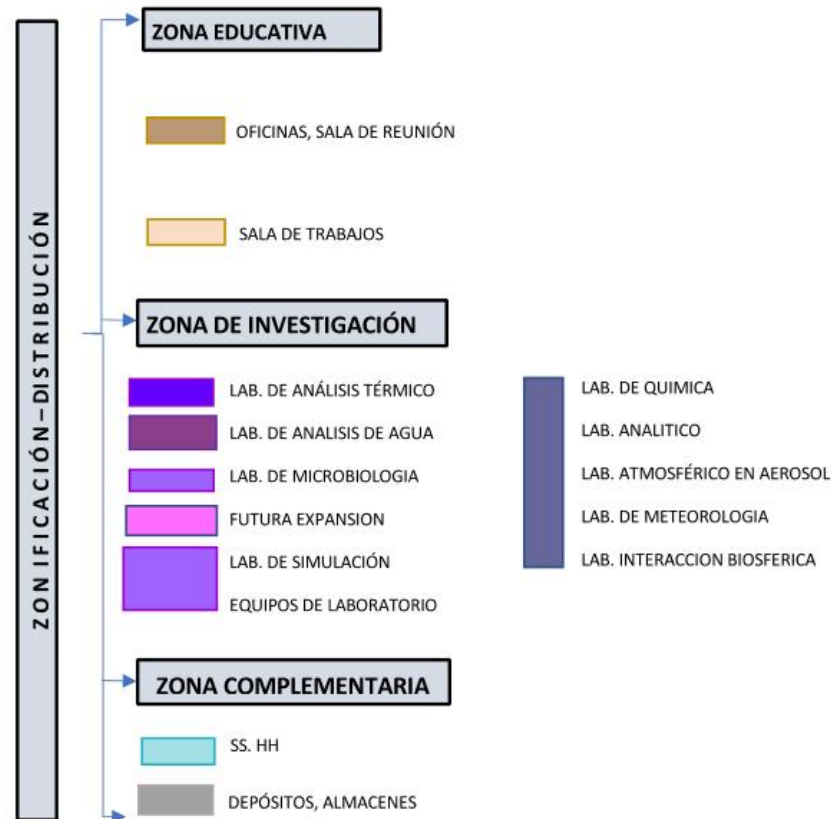 ZONIFICACIÓN–DISTRIBUCIÓN
ZONA EDUCATIVA
OFICINAS, SALA DE REUNIÓN
SALA DE TRABAJOS
ZONA DE INVESTIGACIÓN
LAB. DE ANÁLISIS TÉRMICO
LAB. DE ANALISIS DE AGUA
LAB. DE MICROBIOLOGIA
FUTURA EXPANSION
LAB. DE SIMULACIÓN
EQUIPOS DE LABORATORIO
LAB. DE QUIMICA
LAB. ANALITICO
LAB. ATMOSFÉRICO EN AEROSOL
LAB. DE METEOROLOGIA
LAB. INTERACCION BIOSFERICA
ZONA COMPLEMENTARIA
SS. HH
DEPÓSITOS, ALMACENES